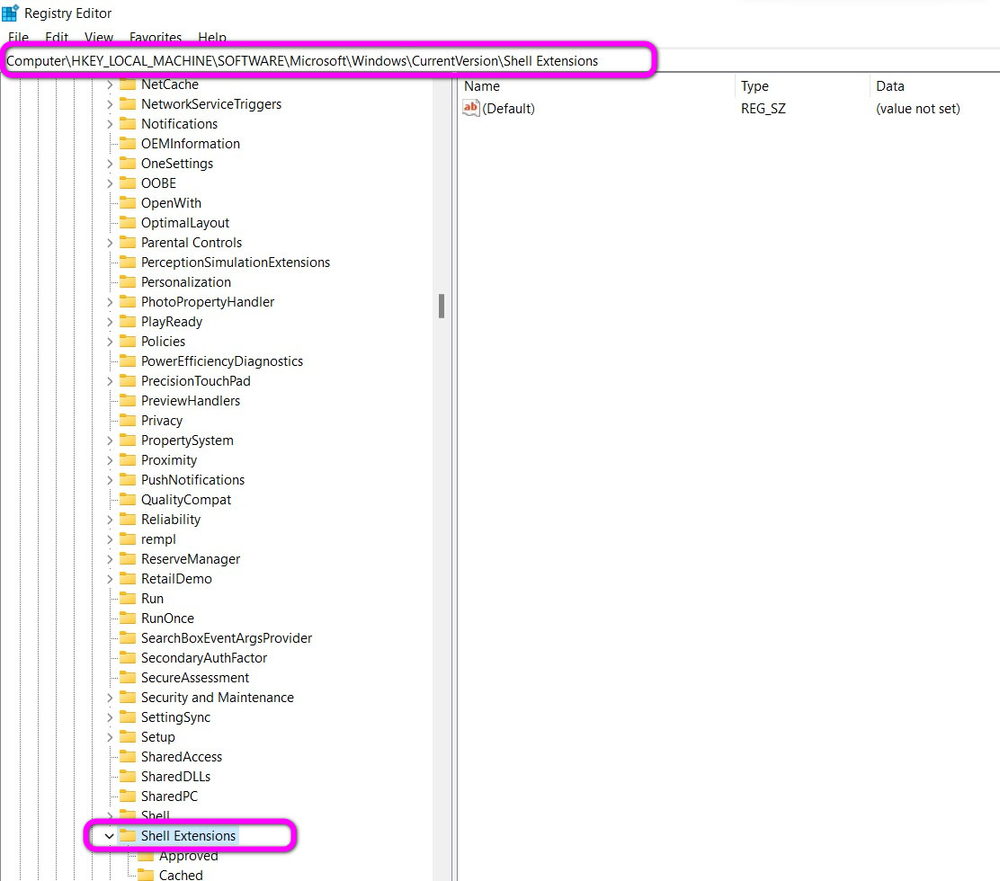 Registry Editor
File Edit View Favorites Help
Computer\HKEY_LOCAL_MACHINE\SOFTWARE\Microsoft\Windows\CurrentVersion\Shell Extensions
NetCache
NetworkServiceTriggers
Notifications
OEMInformation
OneSettings
OOBE
OpenWith
OptimalLayout
Parental Controls
PerceptionSimulationExtensions
Personalization
PhotoPropertyHandler
PlayReady
Policies
PowerEfficiencyDiagnostics
PrecisionTouchPad
PreviewHandlers
Privacy
PropertySystem
Proximity
PushNotifications
QualityCompat
Reliability
rempl
ReserveManager
RetailDemo
Run
RunOnce
SearchBoxEventArgsProvider
SecondaryAuthFactor
SecureAssessment
Security and Maintenance
SettingSync
Setup
SharedAccess
SharedDLLs
SharedPC
Shell
Shell Extensions
Approved
Cached
Name Type Data
ab (Default) REG_SZ (value not set)